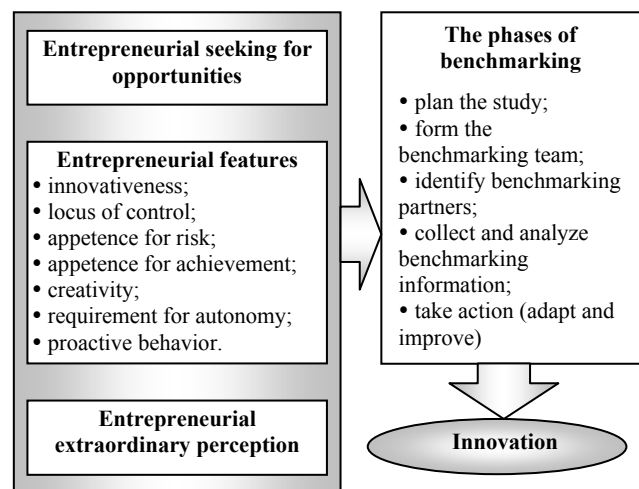 Entrepreneurial seeking for
opportunities
Entrepreneurial features
• innovativeness;
• locus of control;
• appetence for risk;
• appetence for achievement;
• creativity;
• requirement for autonomy;
• proactive behavior.
Entrepreneurial
extraordinary perception
The phases of
benchmarking
• plan the study;
• form the
benchmarking team;
• identify benchmarking
partners;
• collect and analyze
benchmarking
information;
• take action (adapt and
improve)
Innovation